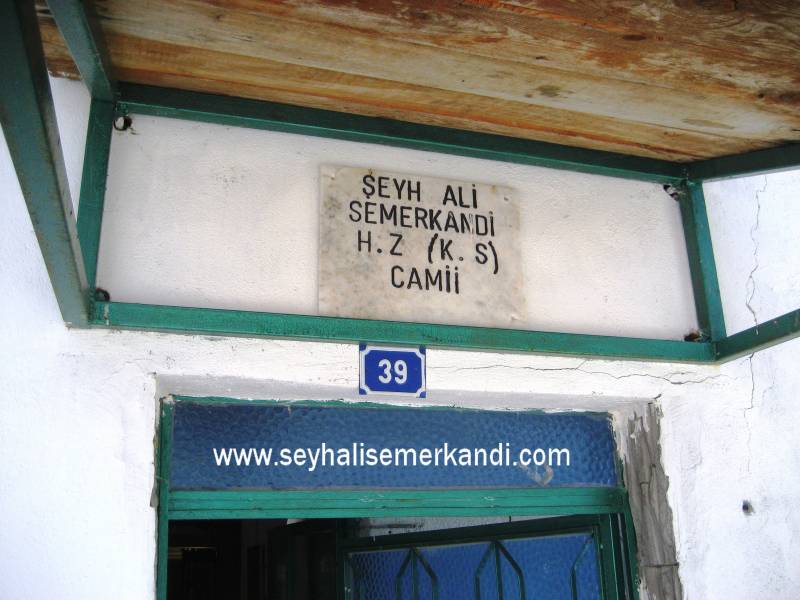 ŞEYH ALİ
SEMERKANDİ
H.Z (K.S)
CAMİİ
39
www.seyhalisemerkandi.com